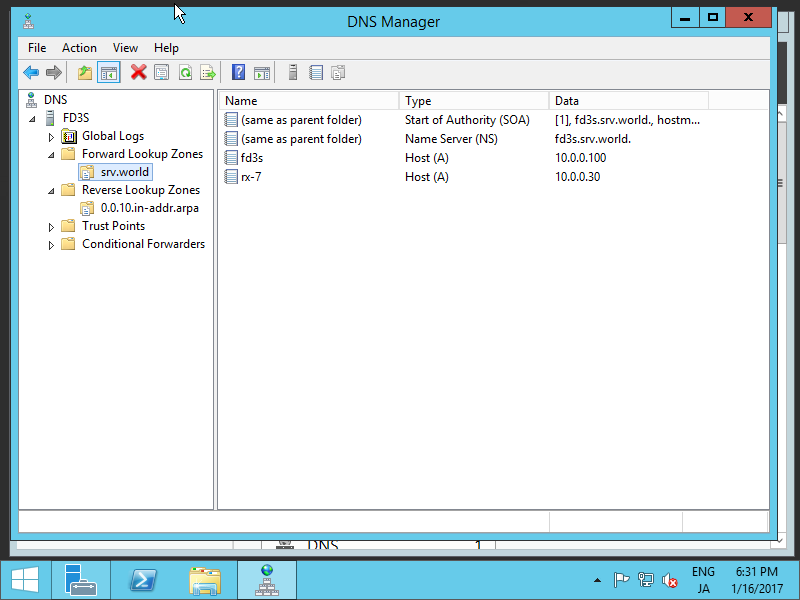 DNS Manager
File Action View Help
DNS
FD3S
Global Logs
Forward Lookup Zones
srv.world
Reverse Lookup Zones
0.0.10.in-addr.arpa
Trust Points
Conditional Forwarders
Name Type Data
(same as parent folder) Start of Authority (SOA) [1], fd3s.srv.world., hostm...
(same as parent folder) Name Server (NS) fd3s.srv.world.
fd3s Host (A) 10.0.0.100
rx-7 Host (A) 10.0.0.30
DNS 1
ENG 6:31 PM
JA 1/16/2017